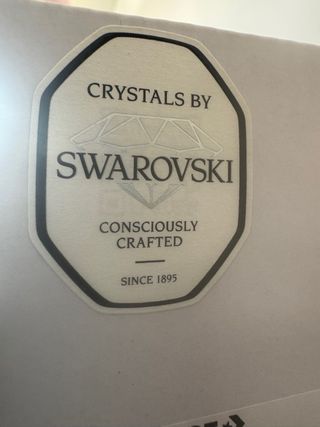 CRYSTALS BY
SWAROVSKI
CONSCIOUSLY
CRAFTED
SINCE 1895